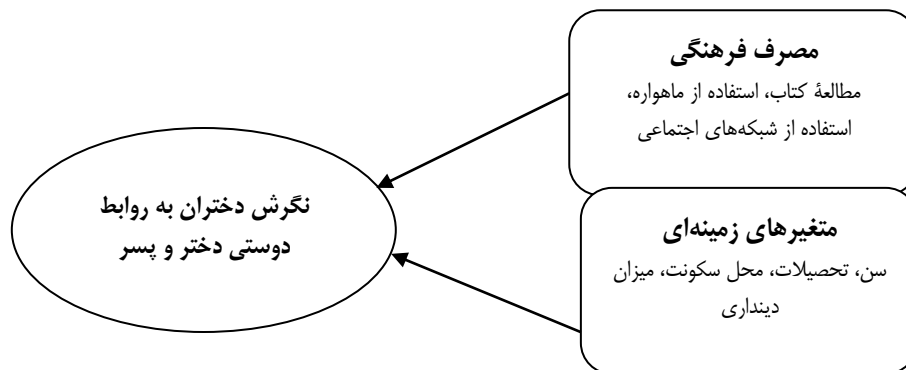 مصرف فرهنگی
مطالعهٔ کتاب، استفاده از ماهواره،
استفاده از شبکه‌های اجتماعی
نگرش دختران به روابط
دوستی دختر و پسر
متغیرهای زمینه‌ای
سن، تحصیلات، محل سکونت، میزان
دینداری